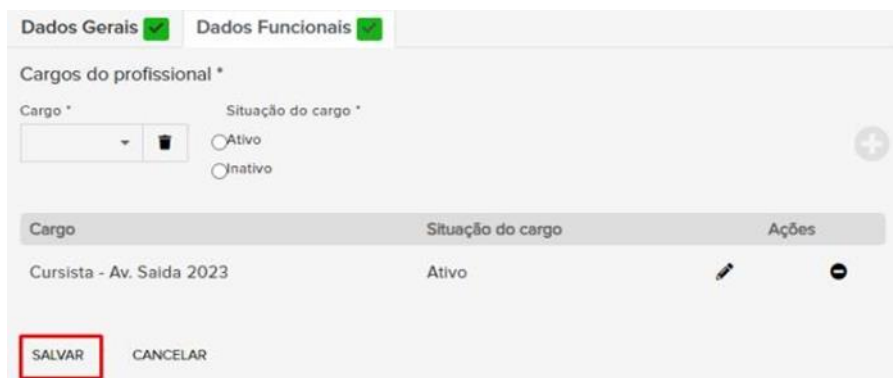 Dados Gerais Dados Funcionais
Cargos do profissional *
Cargo * Situação do cargo *
Ativo
Inativo
Cargo Situação do cargo Ações
Cursista - Av. Saida 2023 Ativo
SALVAR CANCELAR